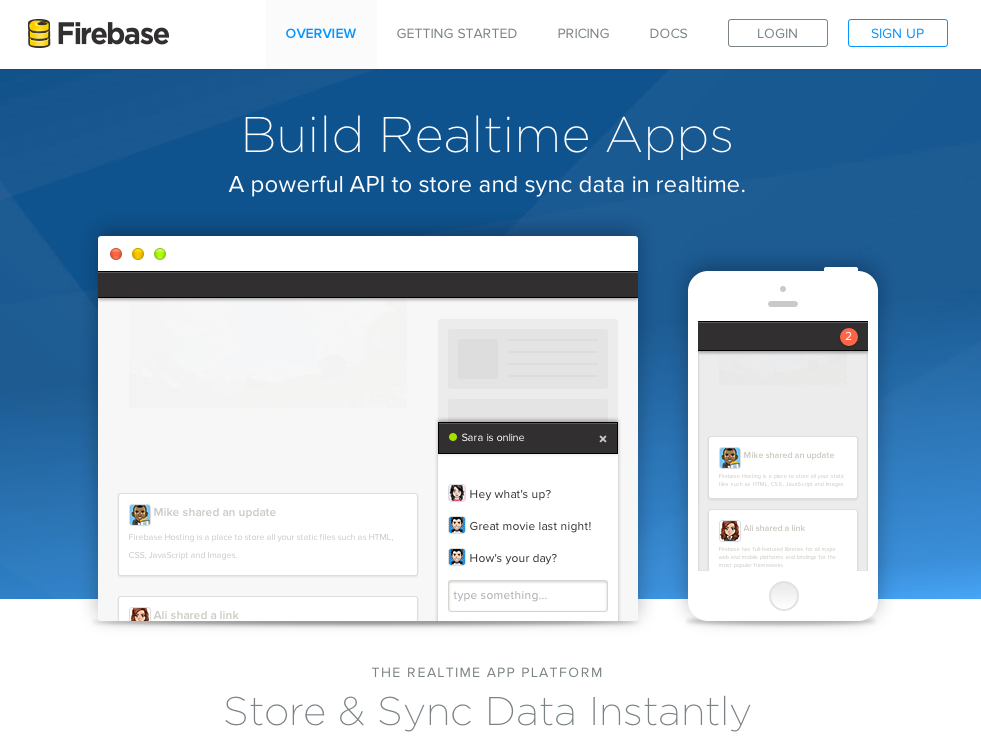 Firebase
OVERVIEW
GETTING STARTED
PRICING
DOCS
LOGIN
SIGN UP
Build Realtime Apps
A powerful API to store and sync data in realtime.
Sara is online
×
Hey what's up?
Great movie last night!
How's your day?
type something...
Mike shared an update
Firebase Hosting is a place to store all your static files such as HTML,
CSS, JavaScript and Images.
Ali shared a link
2
Mike shared an update
Firebase Hosting is a place to store all your static
files such as HTML, CSS, JavaScript and Images.
Ali shared a link
Firebase has full-featured libraries for all major
web and mobile platforms and bindings for the
most popular frameworks.
THE REALTIME APP PLATFORM
Store & Sync Data Instantly